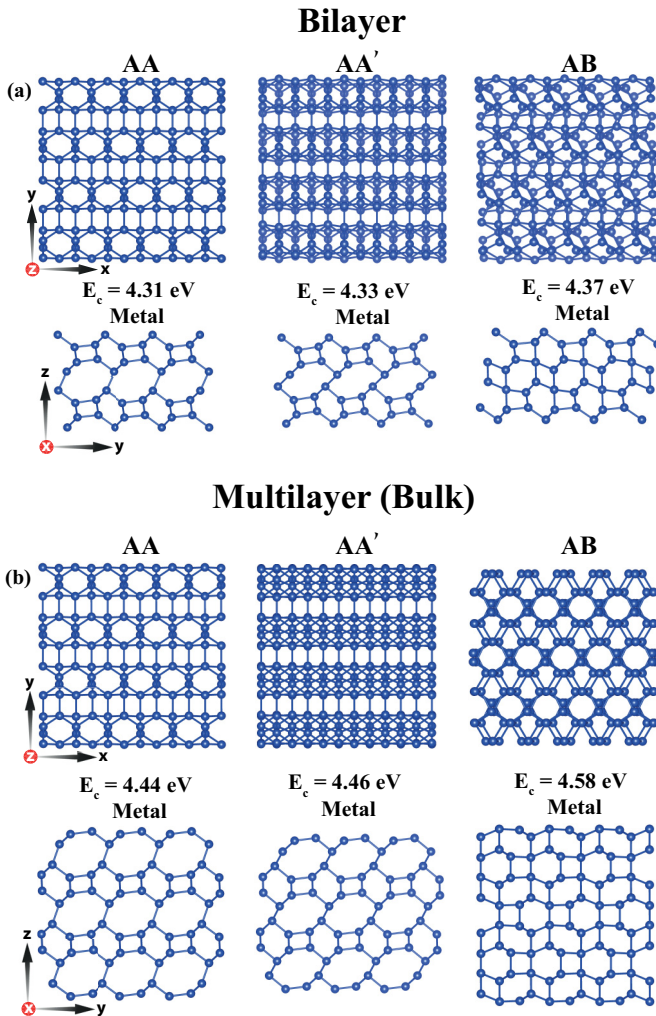 Bilayer
AA AA′ AB
(a)
y
z x
E_c = 4.31 eV E_c = 4.33 eV E_c = 4.37 eV
Metal Metal Metal
z
x y
Multilayer (Bulk)
AA AA′ AB
(b)
y
z x
E_c = 4.44 eV E_c = 4.46 eV E_c = 4.58 eV
Metal Metal Metal
z
x y